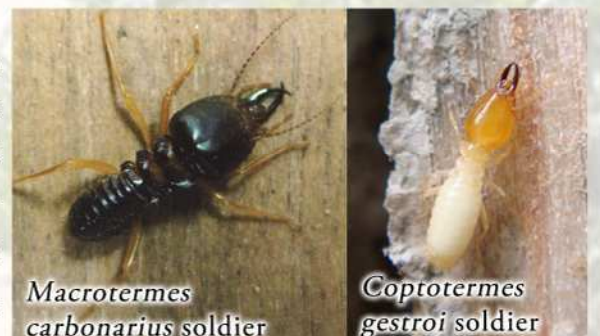 Macrotermes
carbonarius soldier
Coptotermes
gestroi soldier